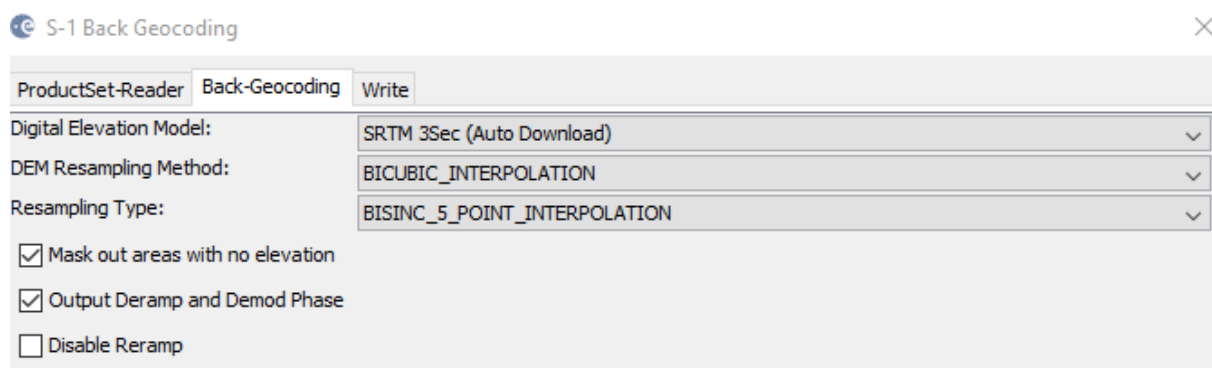 S-1 Back Geocoding
ProductSet-Reader Back-Geocoding Write
Digital Elevation Model: SRTM 3Sec (Auto Download)
DEM Resampling Method: BICUBIC_INTERPOLATION
Resampling Type: BISINC_5_POINT_INTERPOLATION
Mask out areas with no elevation
Output Deramp and Demod Phase
Disable Reramp